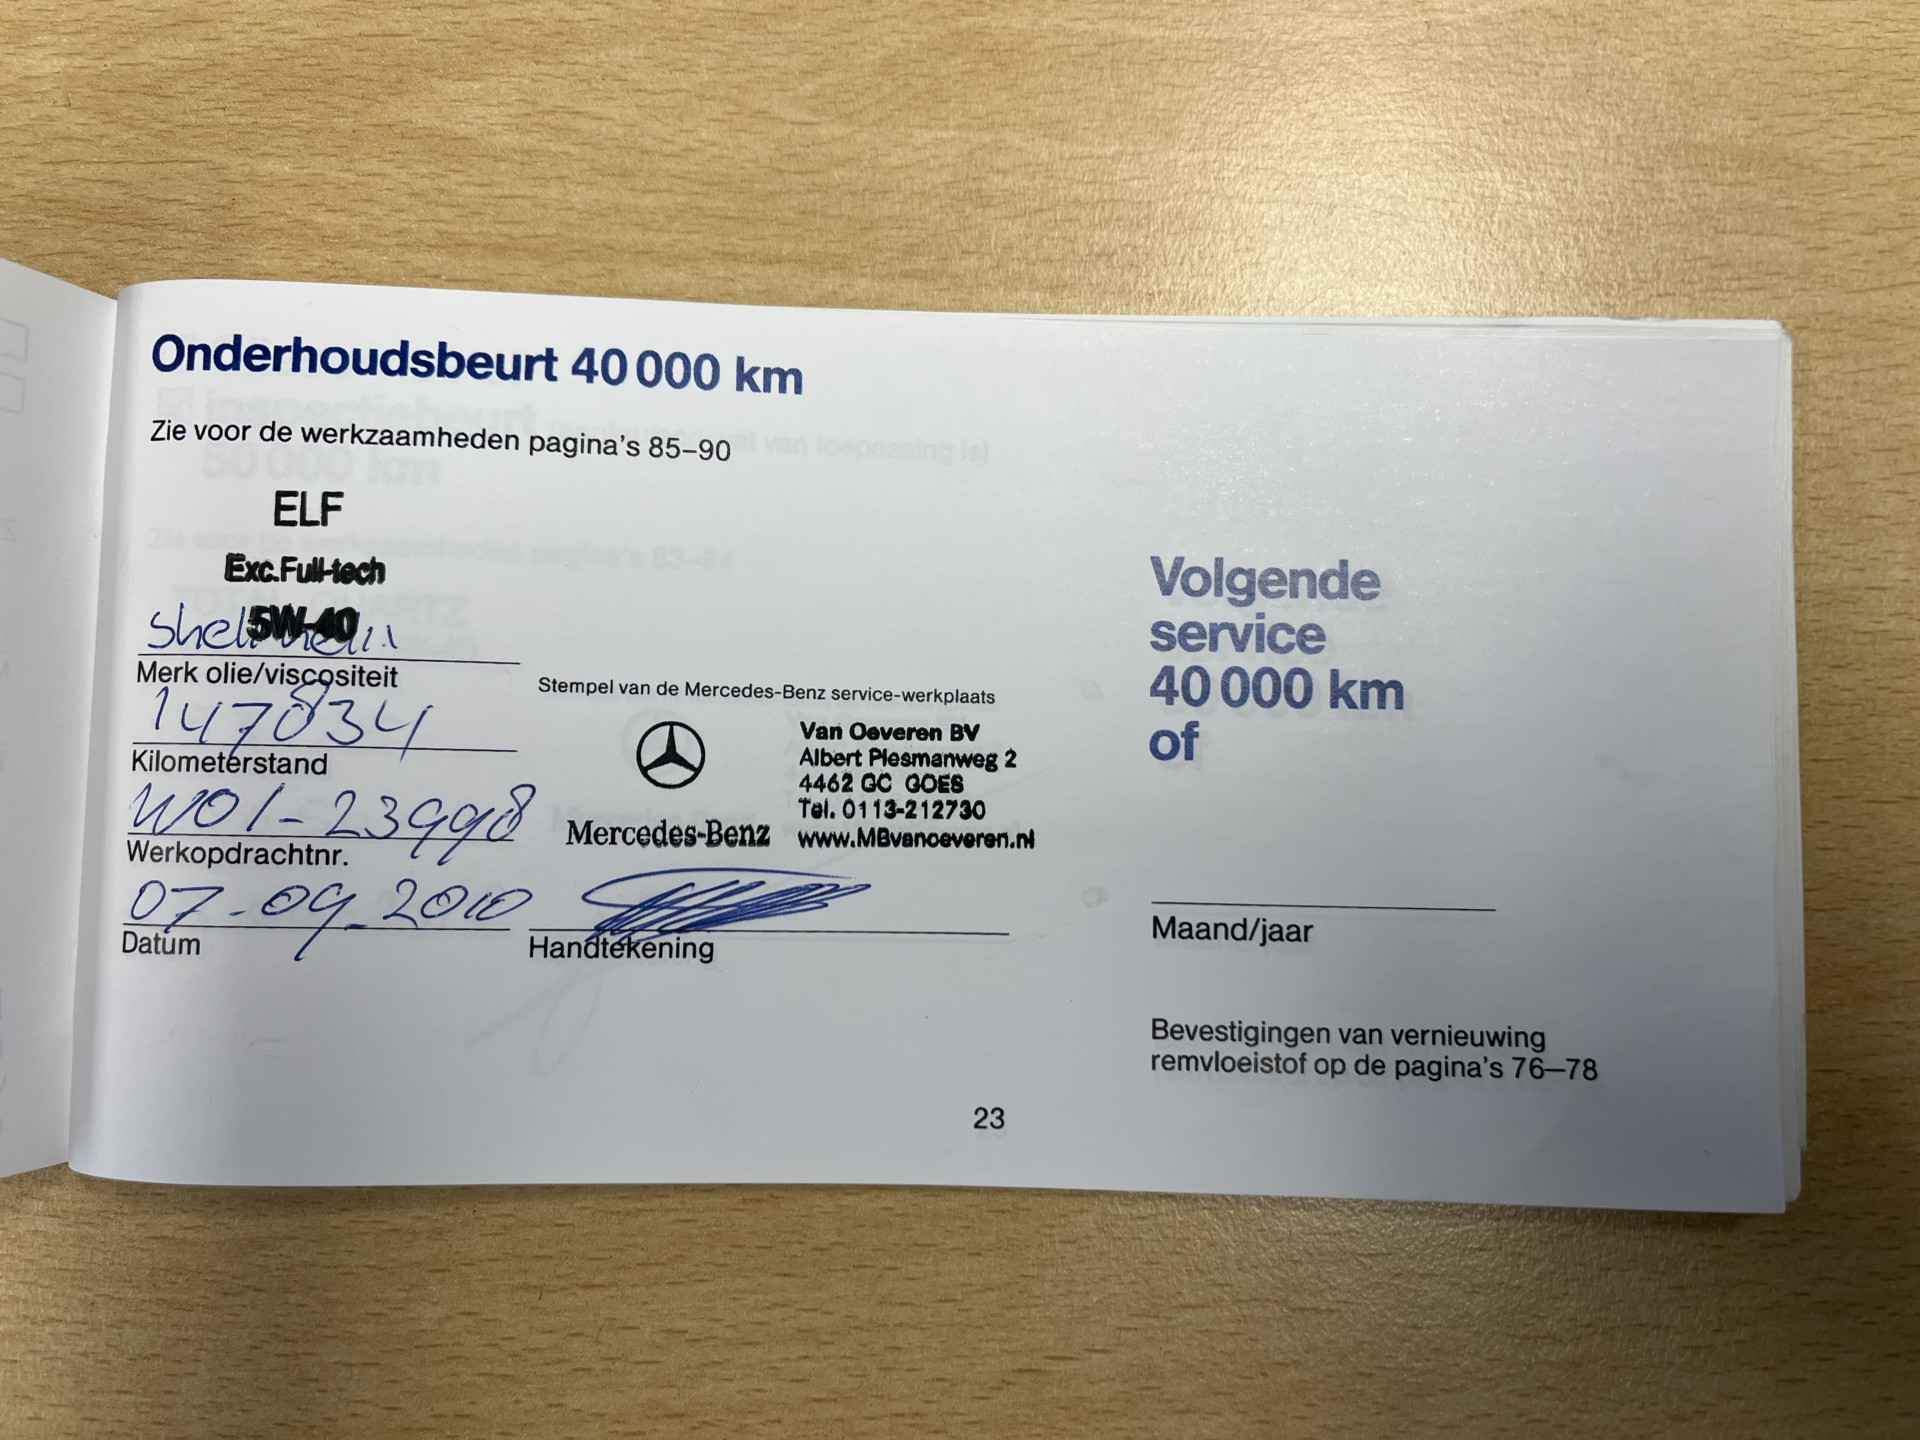 Onderhoudsbeurt 40 000 km
Zie voor de werkzaamheden pagina's 85–90
ELF
Exc.Full-tech
5W-40
Shell helix
Merk olie/viscositeit
147834
Kilometerstand
W01-23998
Werkopdrachtnr.
07-09-2010
Datum
Stempel van de Mercedes-Benz service-werkplaats
Mercedes-Benz
Van Oeveren BV
Albert Plesmanweg 2
4462 GC GOES
Tel. 0113-212730
www.MBvanoeveren.nl
Handtekening
Volgende
service
40 000 km
of
Maand/jaar
Bevestigingen van vernieuwing
remvloeistof op de pagina's 76–78
23